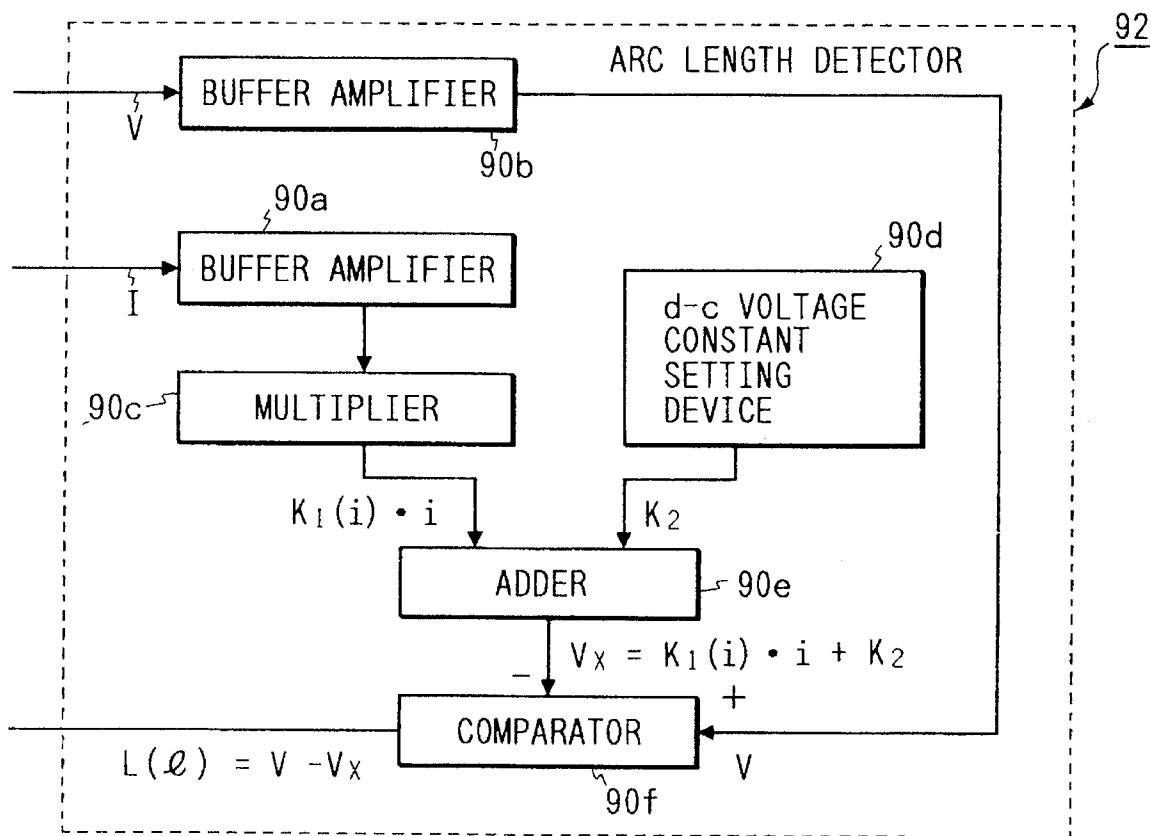 92
ARC LENGTH DETECTOR
BUFFER AMPLIFIER
V
90b
90a
BUFFER AMPLIFIER
I
90d
d-c VOLTAGE
CONSTANT
SETTING
DEVICE
90c
MULTIPLIER
K1(i) • i
K2
ADDER
90e
VX = K1(i) • i + K2
−
+
COMPARATOR
L(ℓ) = V − VX
V
90f